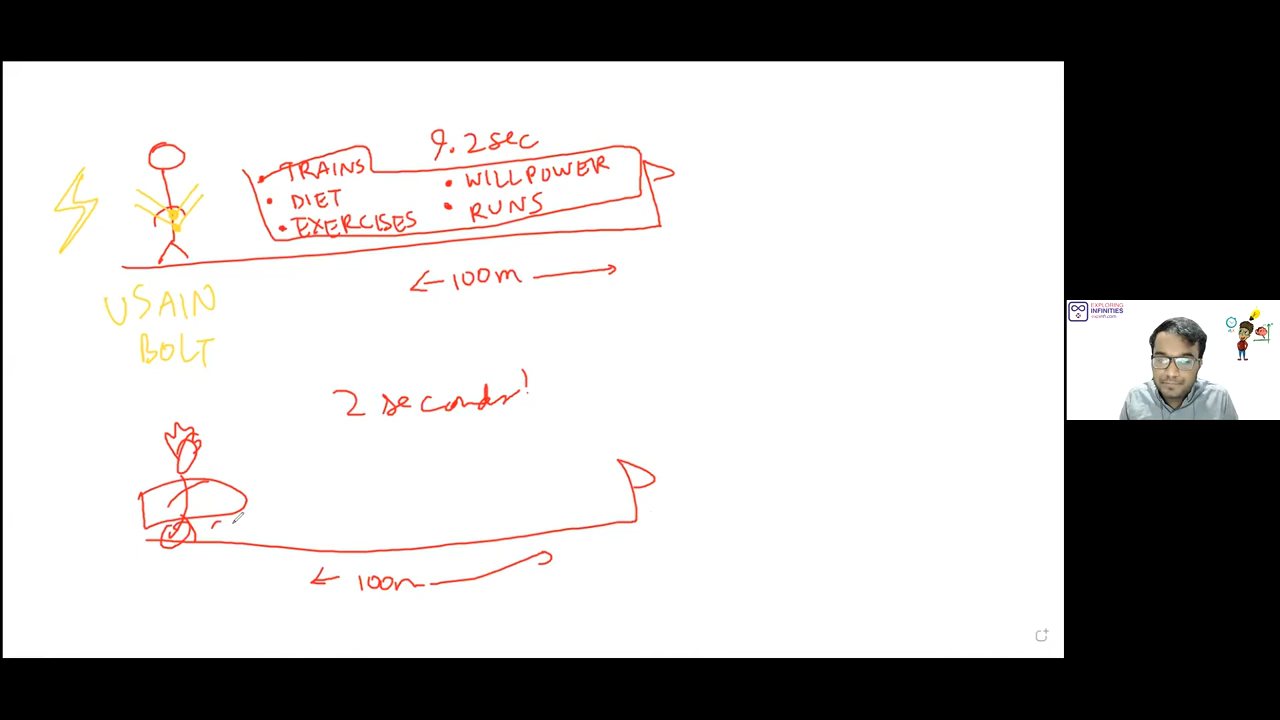 9.2sec
• TRAINS
• DIET
• EXERCISES
• WILLPOWER
• RUNS
100m
USAIN
BOLT
2 seconds!
100m
EXPLORING
INFINITIES